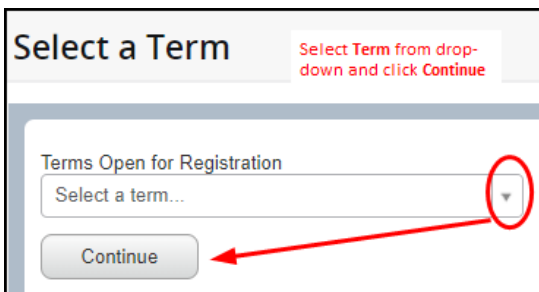 Select a Term
Select Term from drop-
down and click Continue
Terms Open for Registration
Select a term...
Continue